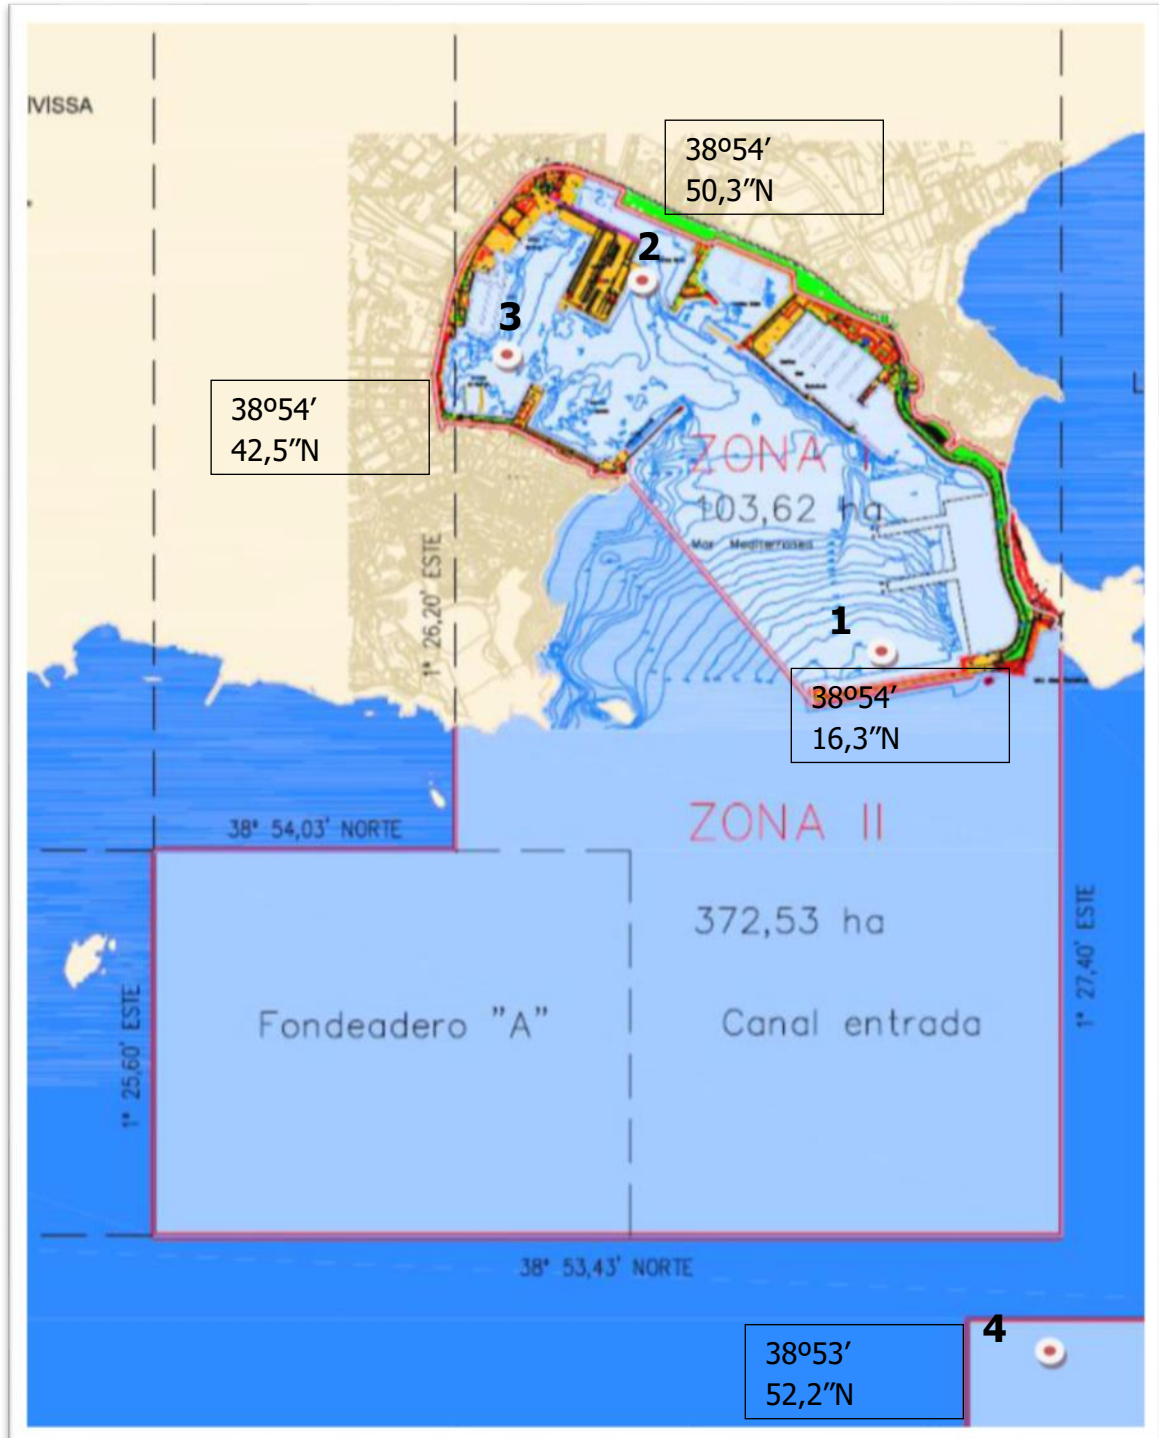 IVISSA
38º54’
50,3”N
2
3
38º54’
42,5”N
ZONA I
103,62 ha
Mar Mediterraneo
1° 26,20' ESTE
1
38º54’
16,3”N
38° 54,03' NORTE
ZONA II
372,53 ha
1° 27,40' ESTE
1° 25,60' ESTE
Fondeadero "A"
Canal entrada
38° 53,43' NORTE
4
38º53’
52,2”N